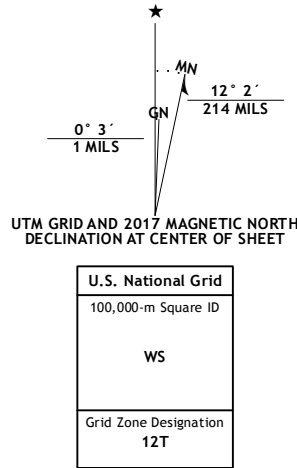 ★
MN
12° 2´
214 MILS
GN
0° 3´
1 MILS
UTM GRID AND 2017 MAGNETIC NORTH
DECLINATION AT CENTER OF SHEET
U.S. National Grid
100,000-m Square ID
WS
Grid Zone Designation
12T